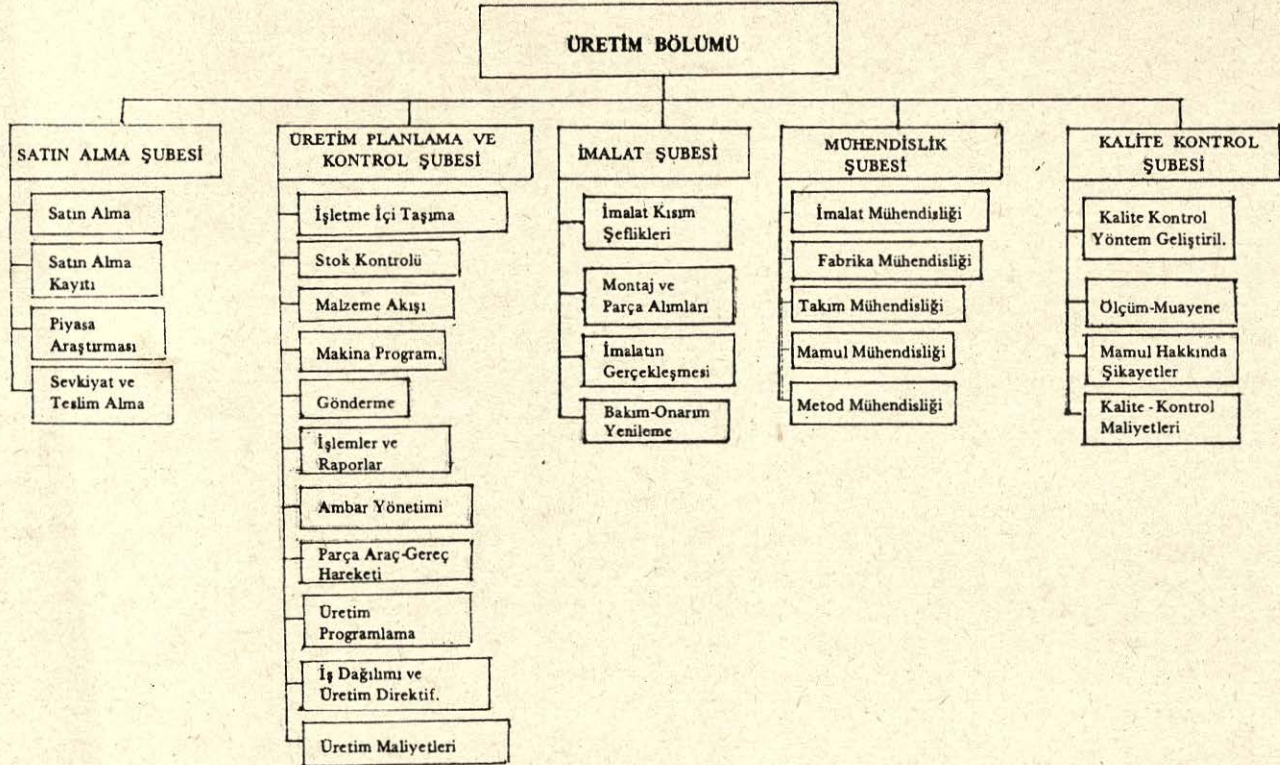 ÜRETİM BÖLÜMÜ
SATIN ALMA ŞUBESİ
Satın Alma
Satın Alma
Kayıtı
Piyasa
Araştırması
Sevkiyat ve
Teslim Alma
ÜRETİM PLANLAMA VE
KONTROL ŞUBESİ
İşletme İçi Taşıma
Stok Kontrolü
Malzeme Akışı
Makina Program.
Gönderme
İşlemler ve
Raporlar
Ambar Yönetimi
Parça Araç-Gereç
Hareketi
Üretim
Programlama
İş Dağılımı ve
Üretim Direktif.
Üretim Maliyetleri
İMALAT ŞUBESİ
İmalat Kısım
Şeflikleri
Montaj ve
Parça Alımları
İmalatın
Gerçekleşmesi
Bakım-Onarım
Yenileme
MÜHENDİSLİK
ŞUBESİ
İmalat Mühendisliği
Fabrika Mühendisliği
Takım Mühendisliği
Mamul Mühendisliği
Metod Mühendisliği
KALİTE KONTROL
ŞUBESİ
Kalite Kontrol
Yöntem Geliştiril.
Ölçüm-Muayene
Mamul Hakkında
Şikayetler
Kalite - Kontrol
Maliyetleri